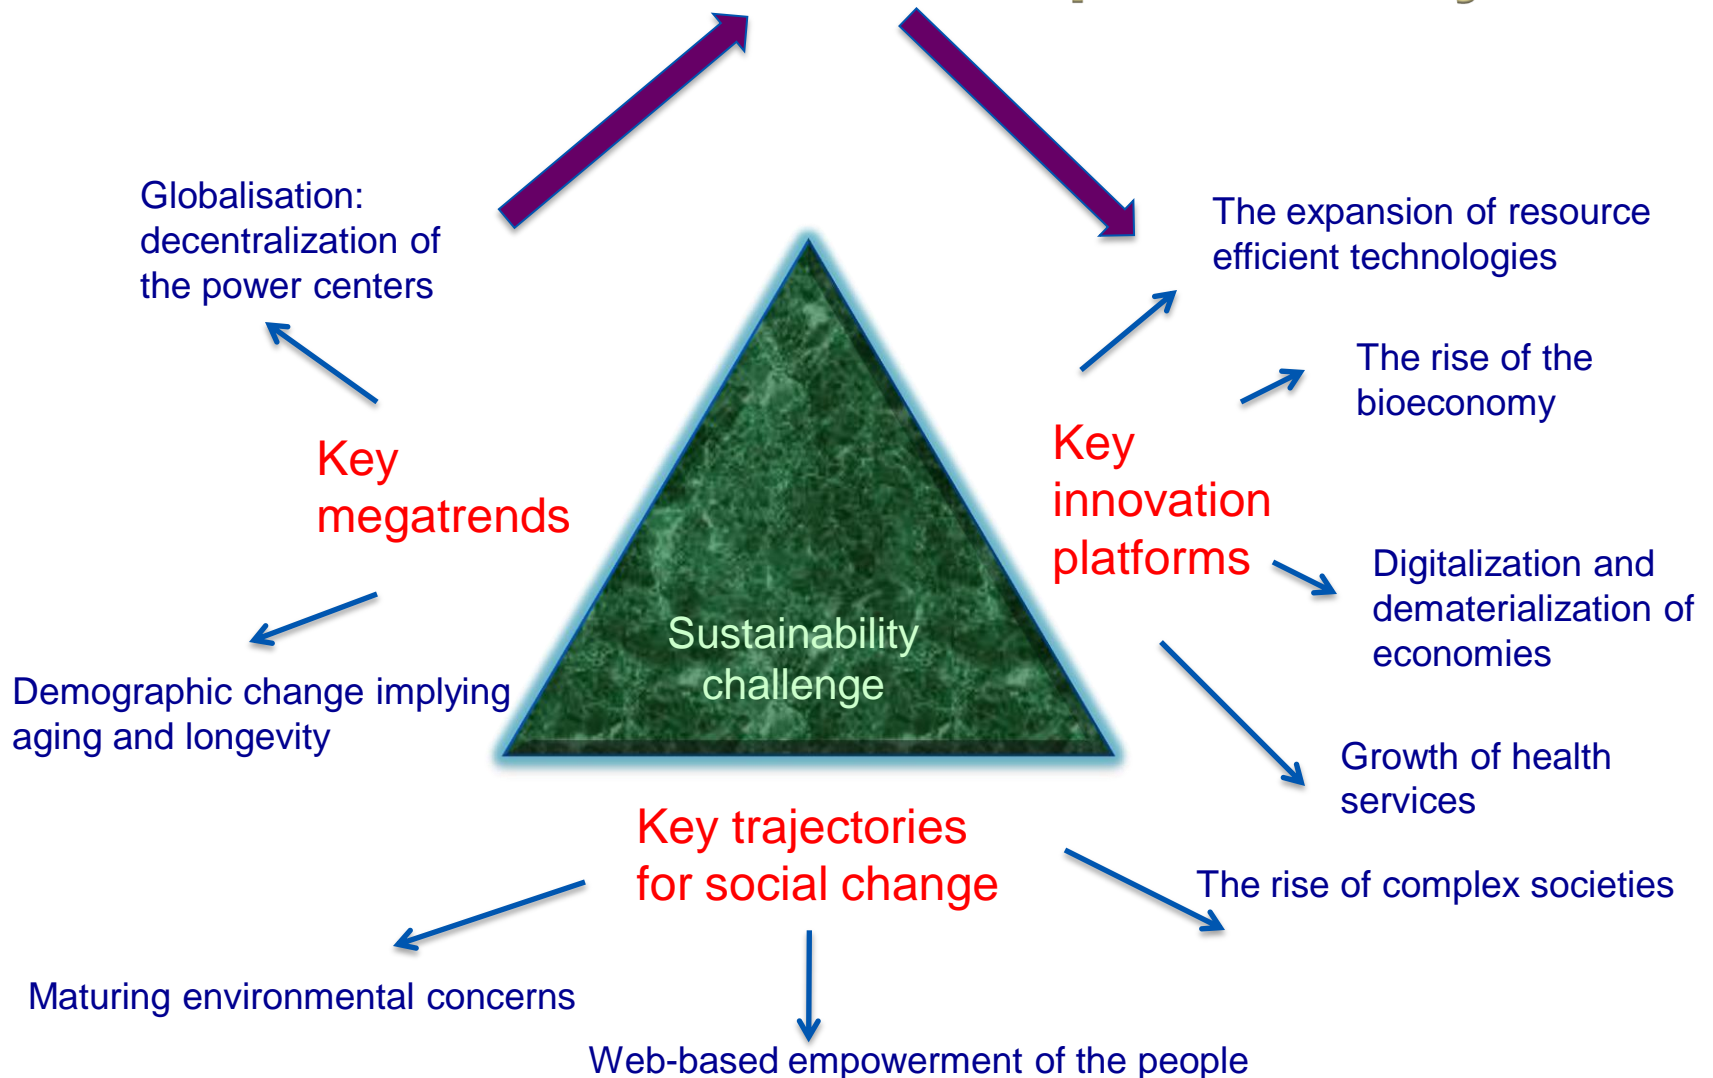 Globalisation:
decentralization of
the power centers
The expansion of resource
efficient technologies
The rise of the
bioeconomy
Key
megatrends
Key
innovation
platforms
Digitalization and
dematerialization of
economies
Sustainability
challenge
Demographic change implying
aging and longevity
Growth of health
services
Key trajectories
for social change
The rise of complex societies
Maturing environmental concerns
Web-based empowerment of the people